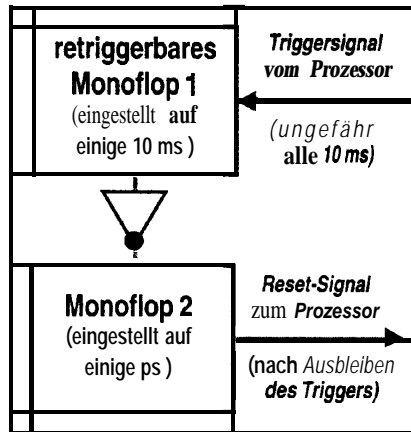 retriggerbares
Monoflop 1
(eingestellt auf
einige 10 ms )
Triggersignal
vom Prozessor
(ungefähr
alle 10 ms)
Monoflop 2
(eingestellt auf
einige ps )
Reset-Signal
zum Prozessor
(nach Ausbleiben
des Triggers)